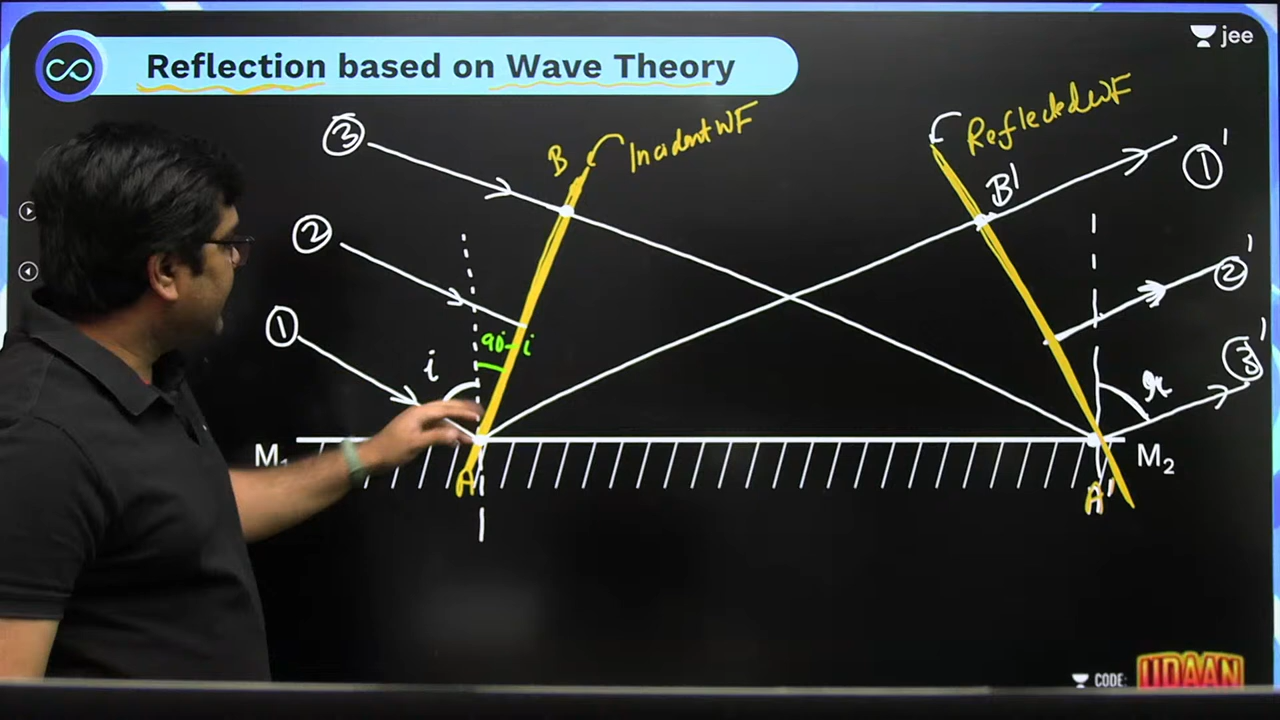 jee
Reflection based on Wave Theory
③
B
Incident WF
Reflected WF
B'
①'
②
②'
①
i
90-i
r
③'
M₁
M₂
A
A'
CODE:
UDAAN